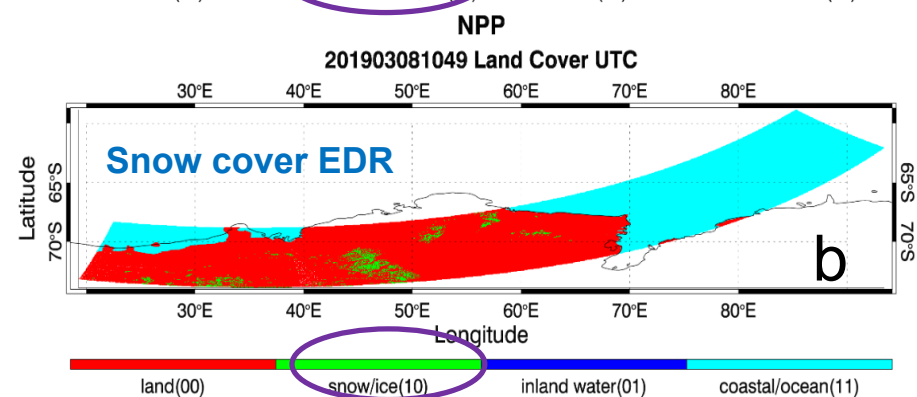 NPP
201903081049 Land Cover UTC
30°E 40°E 50°E 60°E 70°E 80°E
Snow cover EDR
Latitude
65°S
70°S
65°S
70°S
b
30°E 40°E 50°E 60°E 70°E 80°E
Longitude
land(00) snow/ice(10) inland water(01) coastal/ocean(11)